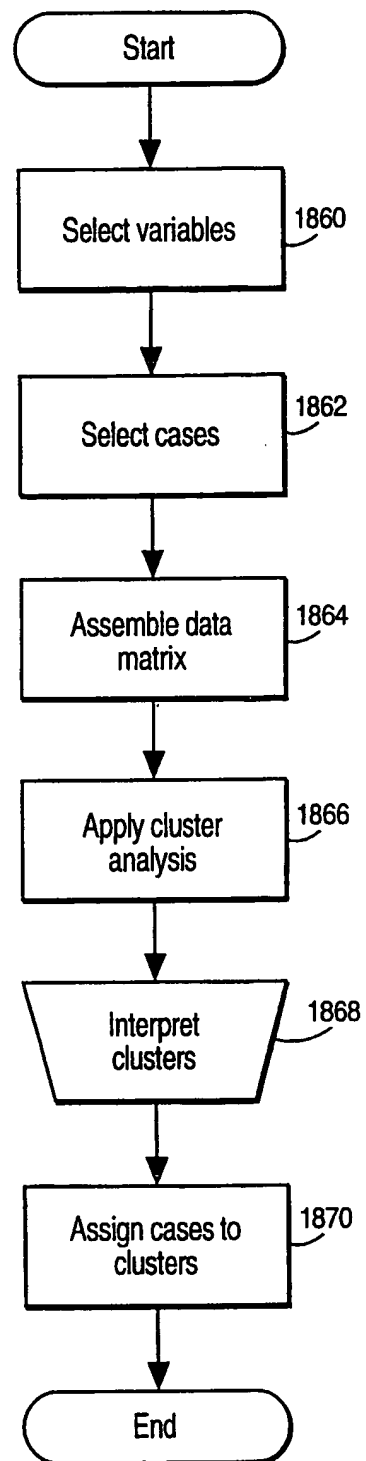 Start
Select variables
1860
Select cases
1862
Assemble data
matrix
1864
Apply cluster
analysis
1866
Interpret
clusters
1868
Assign cases to
clusters
1870
End